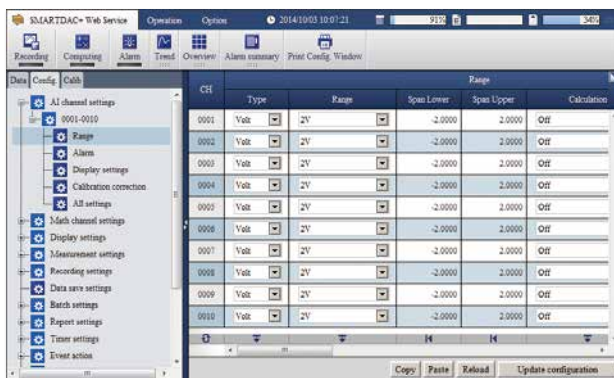 SMARTDAC+ Web Service Operation Option 2014/10/03 10:07:21 91% 34%
Recording Computing Alarm Trend Overview Alarm summary Print Config. Window
Data Config. Calib
AI channel settings
0001-0010
Range
Alarm
Display settings
Calibration correction
All settings
Math channel settings
Display settings
Measurement settings
Recording settings
Data save settings
Batch settings
Report settings
Timer settings
Event action
CH Range
Type Range Span Lower Span Upper Calculation
0001 Volt 2V -2.0000 2.0000 Off
0002 Volt 2V -2.0000 2.0000 Off
0003 Volt 2V -2.0000 2.0000 Off
0004 Volt 2V -2.0000 2.0000 Off
0005 Volt 2V -2.0000 2.0000 Off
0006 Volt 2V -2.0000 2.0000 Off
0007 Volt 2V -2.0000 2.0000 Off
0008 Volt 2V -2.0000 2.0000 Off
0009 Volt 2V -2.0000 2.0000 Off
0010 Volt 2V -2.0000 2.0000 Off
Copy Paste Reload Update configuration